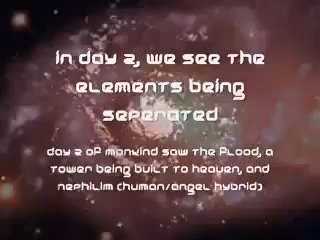 In Day 2, we see the
elements being
seperated
Day 2 of mankind saw the Flood, a
tower being built to heaven, and
nephilim (human/angel hybrid)